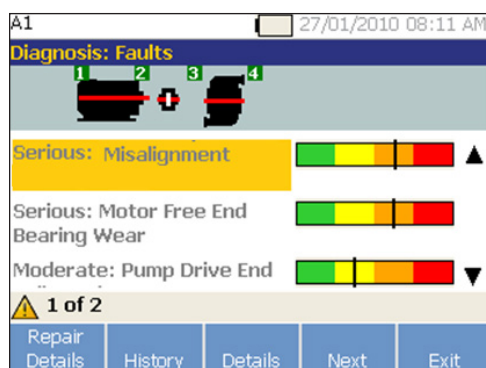 A1 27/01/2010 08:11 AM
Diagnosis: Faults
1 2 3 4
Serious: Misalignment
Serious: Motor Free End
Bearing Wear
Moderate: Pump Drive End
1 of 2
Repair
Details History Details Next Exit